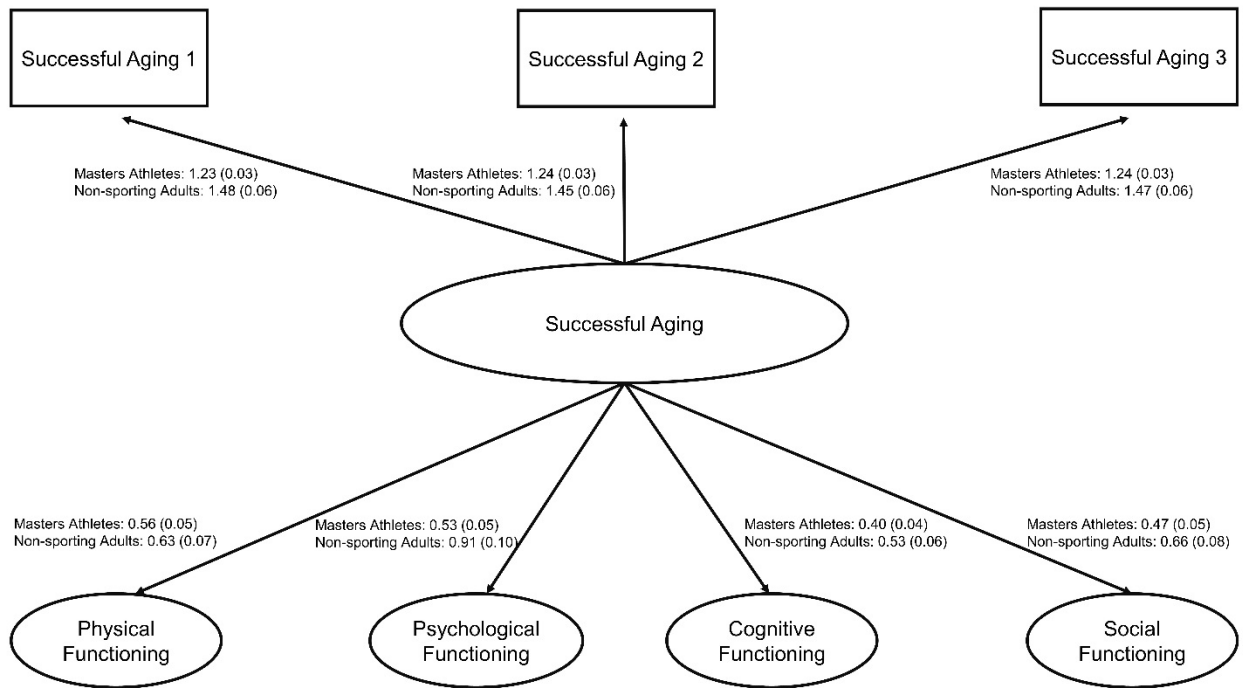 Successful Aging 1
Successful Aging 2
Successful Aging 3
Masters Athletes: 1.23 (0.03)
Non-sporting Adults: 1.48 (0.06)
Masters Athletes: 1.24 (0.03)
Non-sporting Adults: 1.45 (0.06)
Masters Athletes: 1.24 (0.03)
Non-sporting Adults: 1.47 (0.06)
Successful Aging
Masters Athletes: 0.56 (0.05)
Non-sporting Adults: 0.63 (0.07)
Masters Athletes: 0.53 (0.05)
Non-sporting Adults: 0.91 (0.10)
Masters Athletes: 0.40 (0.04)
Non-sporting Adults: 0.53 (0.06)
Masters Athletes: 0.47 (0.05)
Non-sporting Adults: 0.66 (0.08)
Physical
Functioning
Psychological
Functioning
Cognitive
Functioning
Social
Functioning